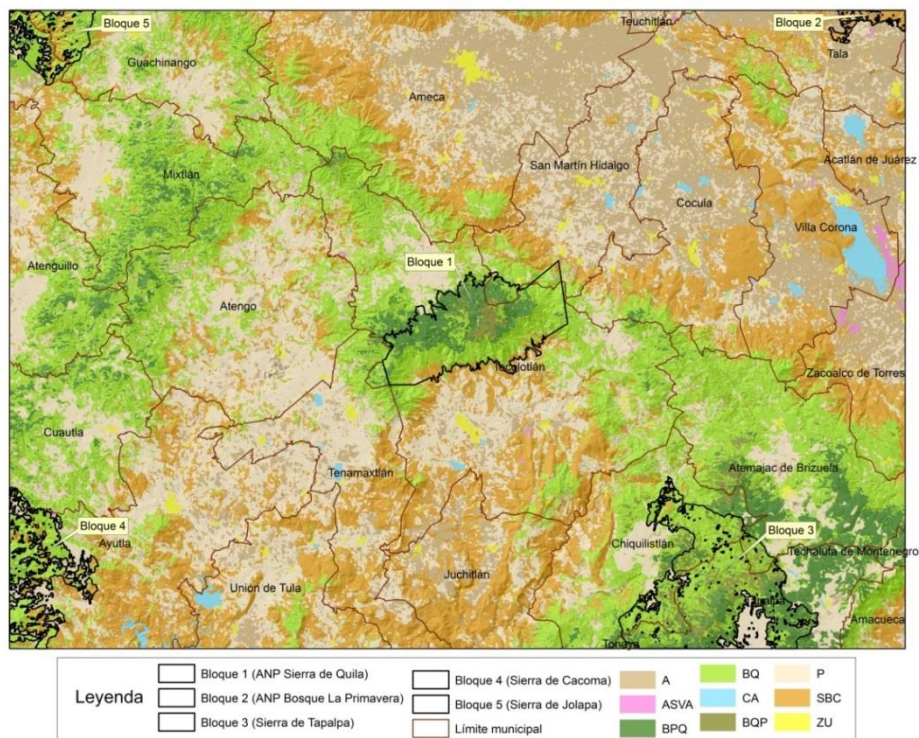 Bloque 5
Teuchitlán
Bloque 2
Tala
Guachinango
Ameca
Acatlán de Juárez
San Martín Hidalgo
Mixtlán
Cocula
Villa Corona
Bloque 1
Atenguillo
Atengo
Tecolotlán
Zacoalco de Torres
Cuautla
Tenamaxtlán
Atemajac de Brizuela
Bloque 4
Ayutla
Chiquilistlán
Bloque 3
Techaluta de Montenegro
Juchitlán
Unión de Tula
Tapalpa
Amacueca
Tonaya
Leyenda
Bloque 1 (ANP Sierra de Quila)
Bloque 2 (ANP Bosque La Primavera)
Bloque 3 (Sierra de Tapalpa)
Bloque 4 (Sierra de Cacoma)
Bloque 5 (Sierra de Jolapa)
Límite municipal
A
ASVA
BPQ
BQ
CA
BQP
P
SBC
ZU